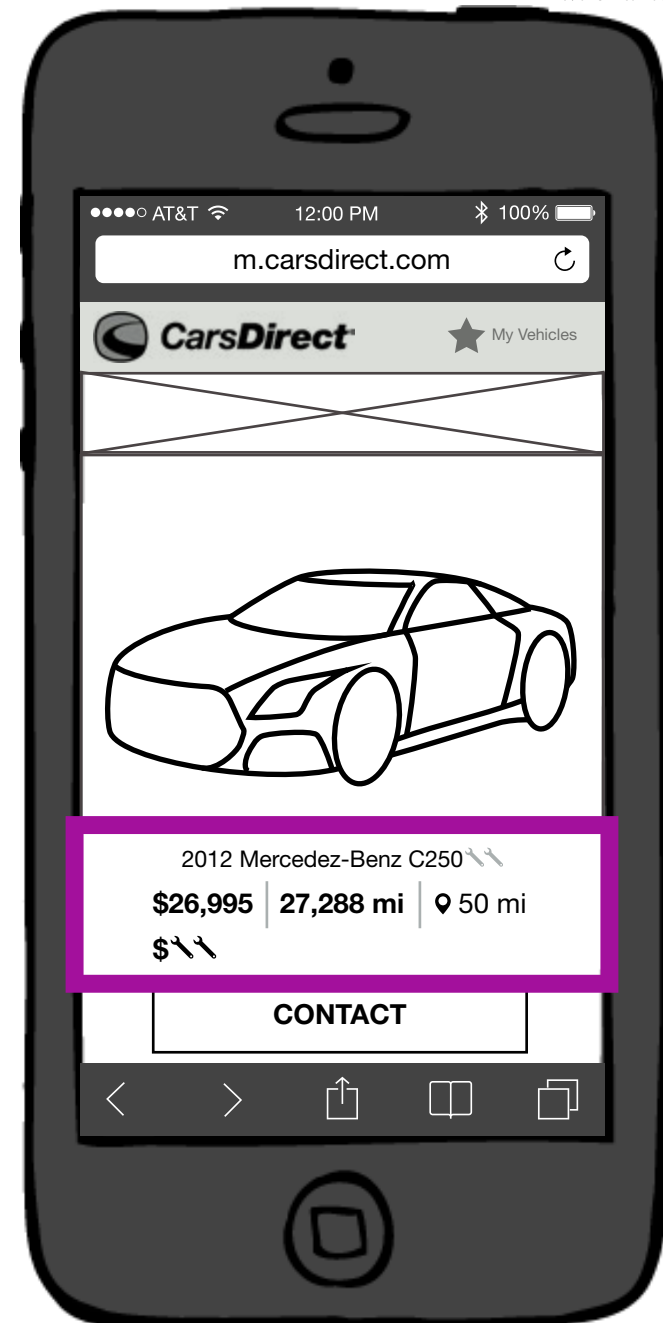 AT&T 12:00 PM 100%
m.carsdirect.com
CarsDirect My Vehicles
2012 Mercedez-Benz C250
$26,995 27,288 mi 50 mi
$
CONTACT